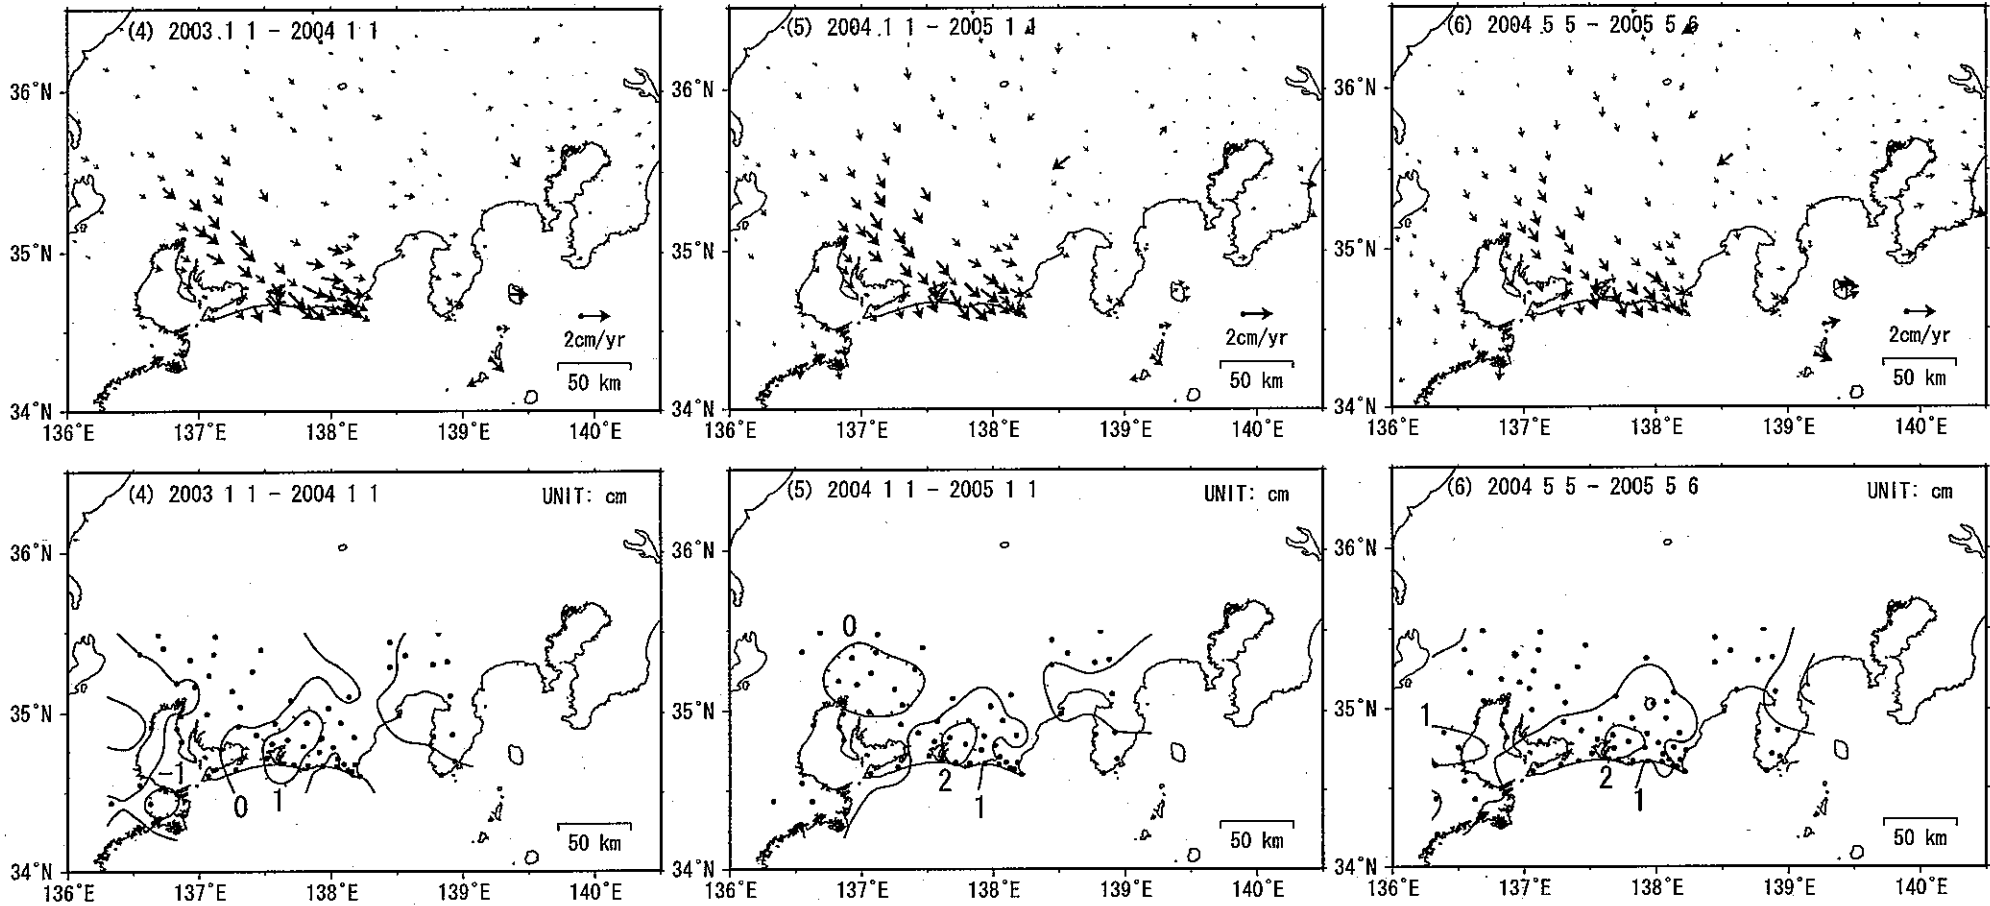 (4) 2003.1 1 - 2004 1 1
36°N
35°N
34°N
2cm/yr
50 km
136°E 137°E 138°E 139°E 140°E
(5) 2004.1 1 - 2005 1 1
36°N
35°N
34°N
2cm/yr
50 km
136°E 137°E 138°E 139°E 140°E
(6) 2004 5 5 - 2005 5 6
36°N
35°N
34°N
2cm/yr
50 km
136°E 137°E 138°E 139°E 140°E
(4) 2003 1 1 - 2004 1 1 UNIT: cm
36°N
35°N
-1
0
1
50 km
34°N
136°E 137°E 138°E 139°E 140°E
(5) 2004 1 1 - 2005 1 1 UNIT: cm
36°N
0
35°N
2
1
50 km
34°N
136°E 137°E 138°E 139°E 140°E
(6) 2004 5 5 - 2005 5 6 UNIT: cm
36°N
35°N
1
0
2
1
50 km
34°N
136°E 137°E 138°E 139°E 140°E